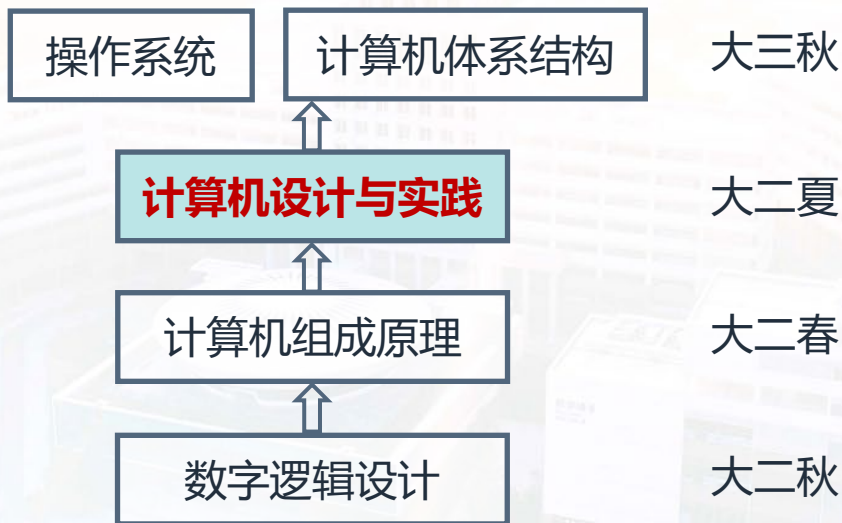 操作系统 计算机体系结构 大三秋
计算机设计与实践 大二夏
计算机组成原理 大二春
数字逻辑设计 大二秋